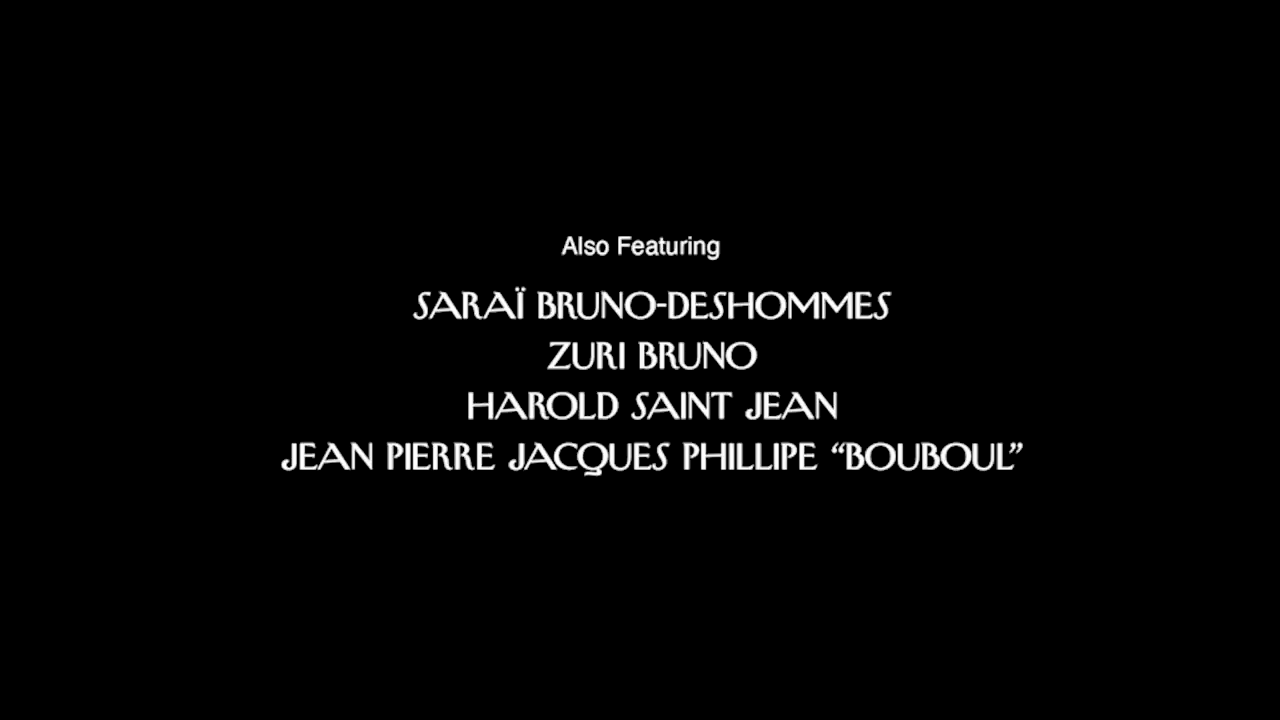 Also Featuring
SARAÏ BRUNO-DESHOMMES
ZURI BRUNO
HAROLD SAINT JEAN
JEAN PIERRE JACQUES PHILLIPE “BOUBOUL”